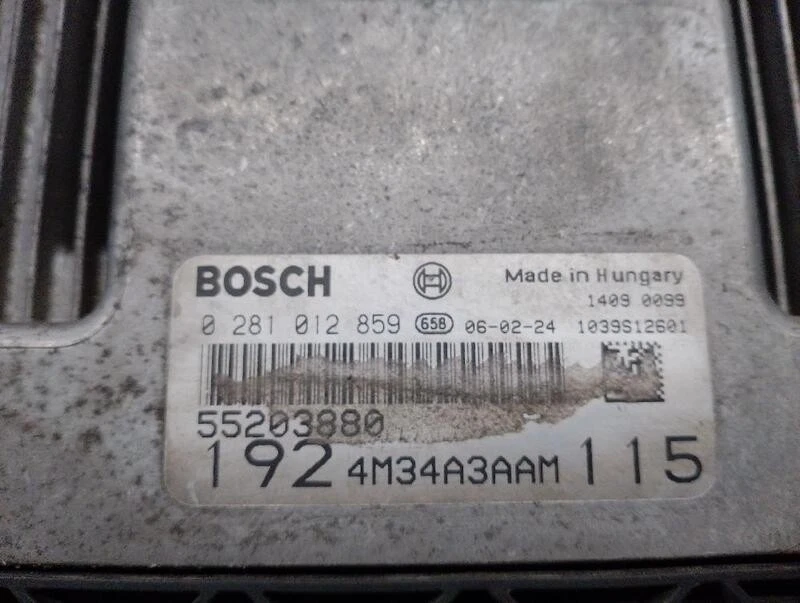 BOSCH Made in Hungary
1409 0099
0 281 012 859 658 06-02-24 1039S12601
55203880
192 4M34A3AAM 115